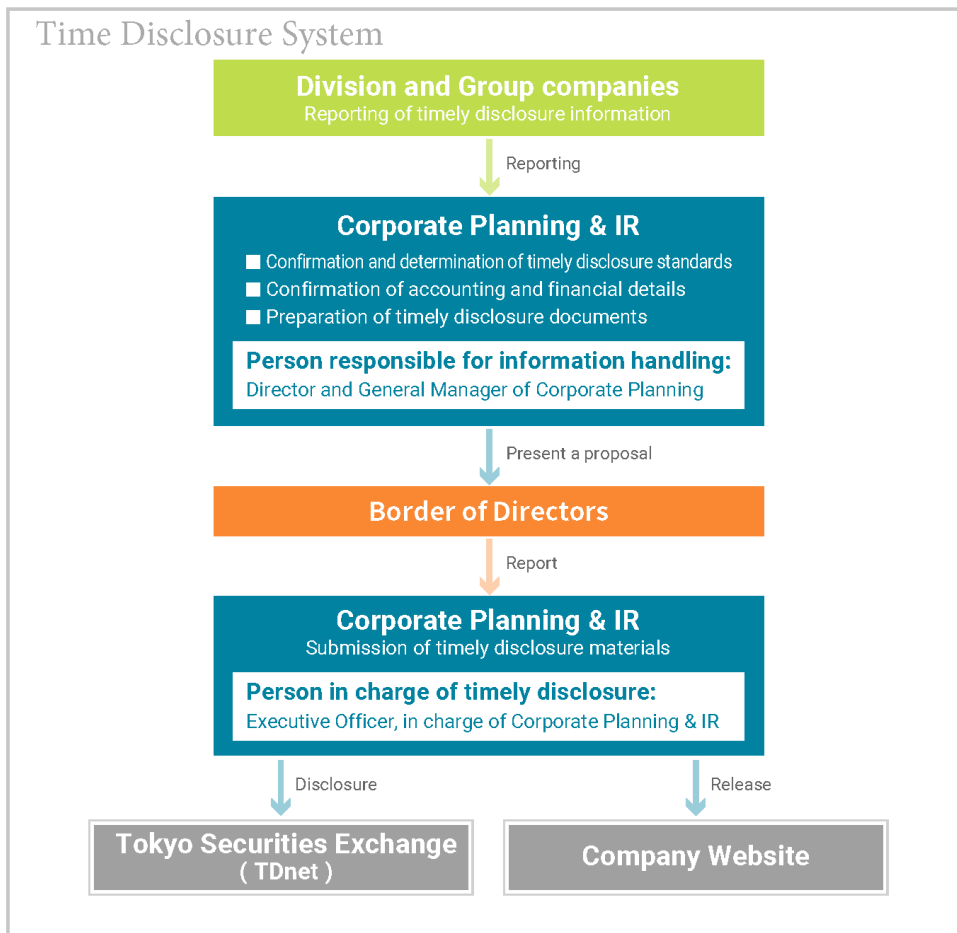 Time Disclosure System
Division and Group companies
Reporting of timely disclosure information
Reporting
Corporate Planning & IR
Confirmation and determination of timely disclosure standards
Confirmation of accounting and financial details
Preparation of timely disclosure documents
Person responsible for information handling:
Director and General Manager of Corporate Planning
Present a proposal
Border of Directors
Report
Corporate Planning & IR
Submission of timely disclosure materials
Person in charge of timely disclosure:
Executive Officer, in charge of Corporate Planning & IR
Disclosure
Release
Tokyo Securities Exchange
( TDnet )
Company Website